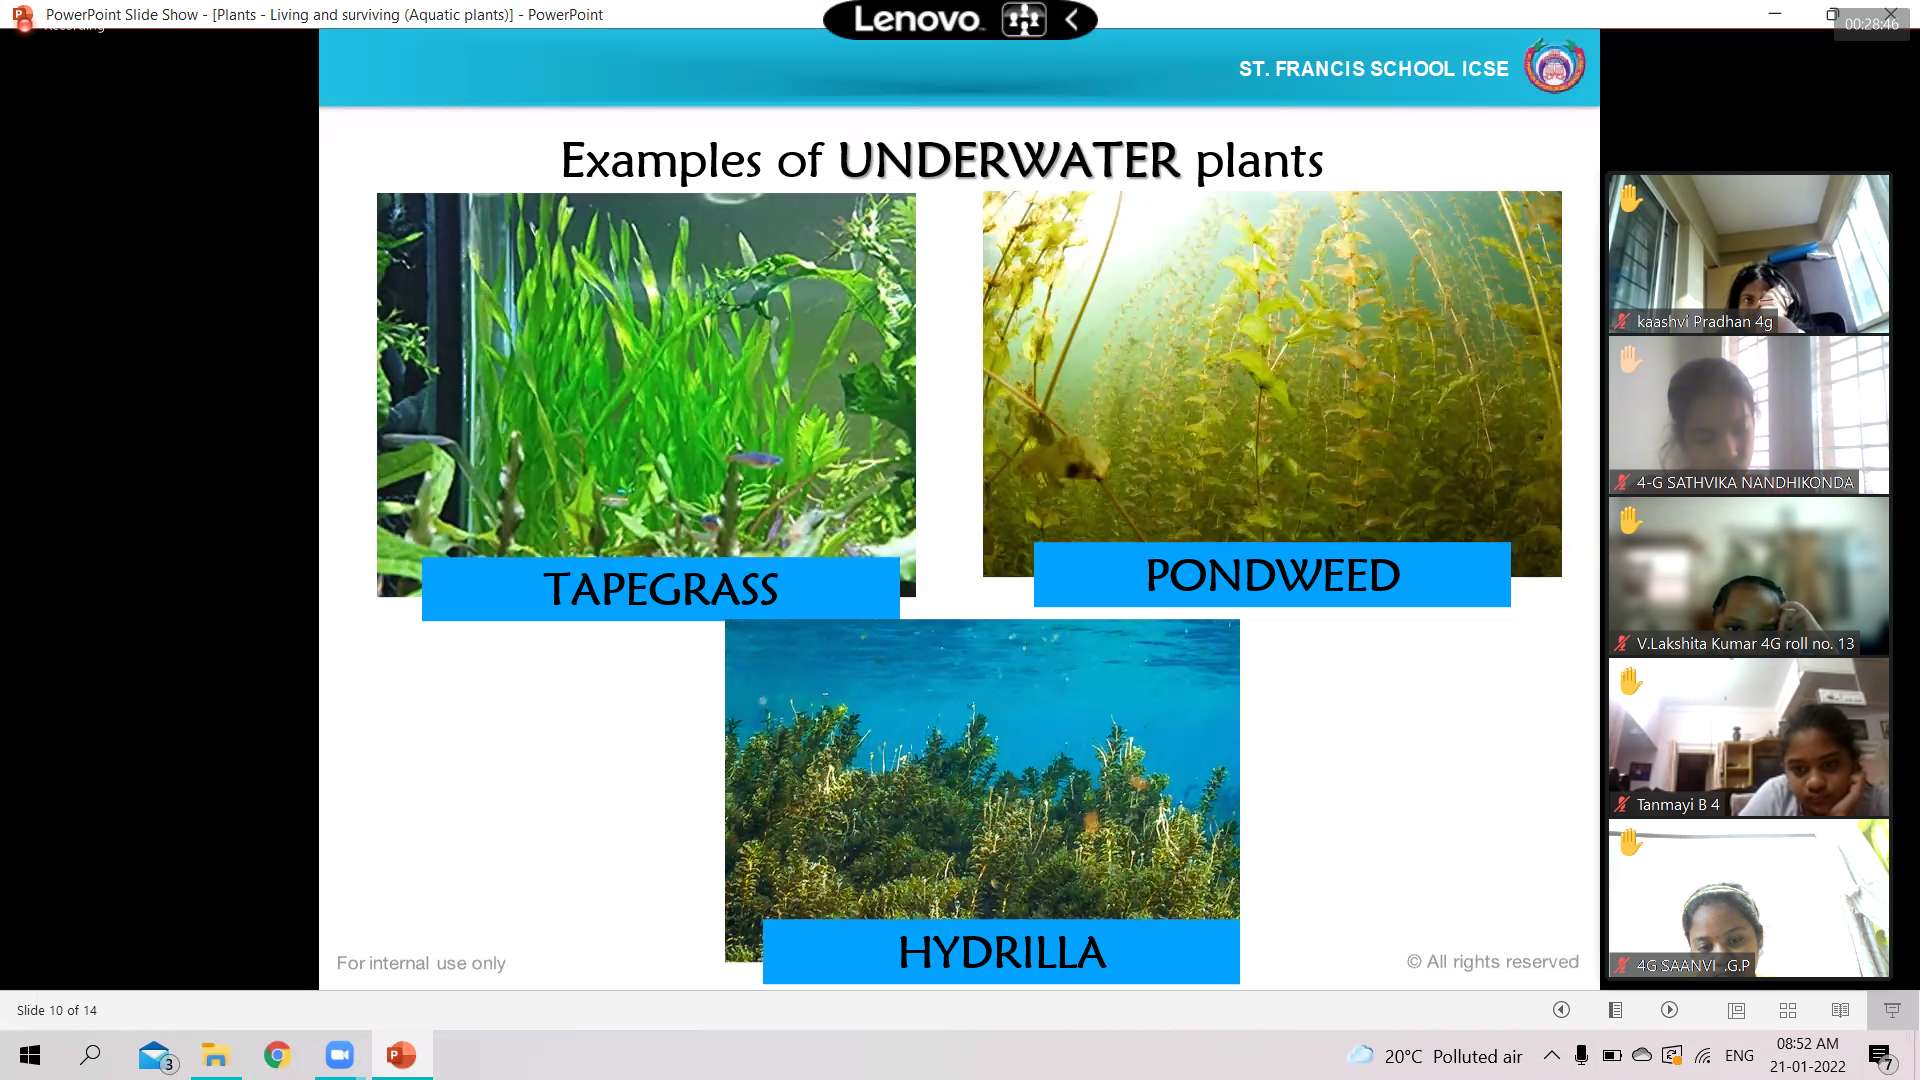 PowerPoint Slide Show - [Plants - Living and surviving (Aquatic plants)] - PowerPoint
Recording
Lenovo
00:28:46
ST. FRANCIS SCHOOL ICSE
Examples of UNDERWATER plants
TAPEGRASS
PONDWEED
HYDRILLA
For internal use only
© All rights reserved
kaashvi Pradhan 4g
4-G SATHVIKA NANDHIKONDA
V.Lakshita Kumar 4G roll no. 13
Tanmayi B 4
4G SAANVI .G.P
Slide 10 of 14
3
20°C Polluted air
ENG
08:52 AM
21-01-2022
7